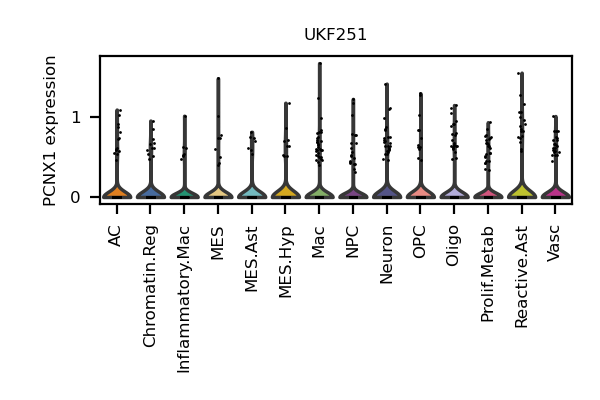 UKF251
PCNX1 expression
1
0
AC
Chromatin.Reg
Inflammatory.Mac
MES
MES.Ast
MES.Hyp
Mac
NPC
Neuron
OPC
Oligo
Prolif.Metab
Reactive.Ast
Vasc